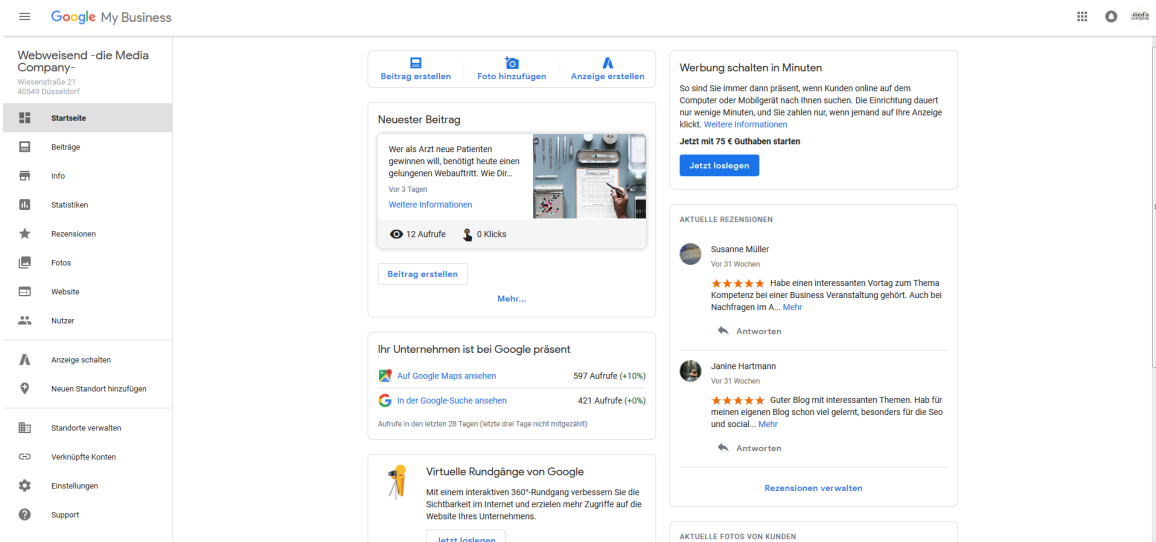 Google My Business
media
company
Webweisend -die Media
Company-
Wiesenstraße 21
40549 Düsseldorf
Startseite
Beiträge
Info
Statistiken
Rezensionen
Fotos
Website
Nutzer
Anzeige schalten
Neuen Standort hinzufügen
Standorte verwalten
Verknüpfte Konten
Einstellungen
Support
Beitrag erstellen
Foto hinzufügen
Anzeige erstellen
Neuester Beitrag
Wer als Arzt neue Patienten
gewinnen will, benötigt heute einen
gelungenen Webauftritt. Wie Dir...
Vor 3 Tagen
Weitere Informationen
12 Aufrufe
0 Klicks
Beitrag erstellen
Mehr...
Ihr Unternehmen ist bei Google präsent
Auf Google Maps ansehen 597 Aufrufe (+10%)
In der Google-Suche ansehen 421 Aufrufe (+0%)
Aufrufe in den letzten 28 Tagen (letzte drei Tage nicht mitgezählt)
Virtuelle Rundgänge von Google
Mit einem interaktiven 360°-Rundgang verbessern Sie die
Sichtbarkeit im Internet und erzielen mehr Zugriffe auf die
Website Ihres Unternehmens.
Jetzt loslegen
Werbung schalten in Minuten
So sind Sie immer dann präsent, wenn Kunden online auf dem
Computer oder Mobilgerät nach Ihnen suchen. Die Einrichtung dauert
nur wenige Minuten, und Sie zahlen nur, wenn jemand auf Ihre Anzeige
klickt. Weitere Informationen
Jetzt mit 75 € Guthaben starten
Jetzt loslegen
AKTUELLE REZENSIONEN
Susanne Müller
Vor 31 Wochen
Habe einen interessanten Vortag zum Thema
Kompetenz bei einer Business Veranstaltung gehört. Auch bei
Nachfragen im A... Mehr
Antworten
Janine Hartmann
Vor 31 Wochen
Guter Blog mit interessanten Themen. Hab für
meinen eigenen Blog schon viel gelernt, besonders für die Seo
und social... Mehr
Antworten
Rezensionen verwalten
AKTUELLE FOTOS VON KUNDEN